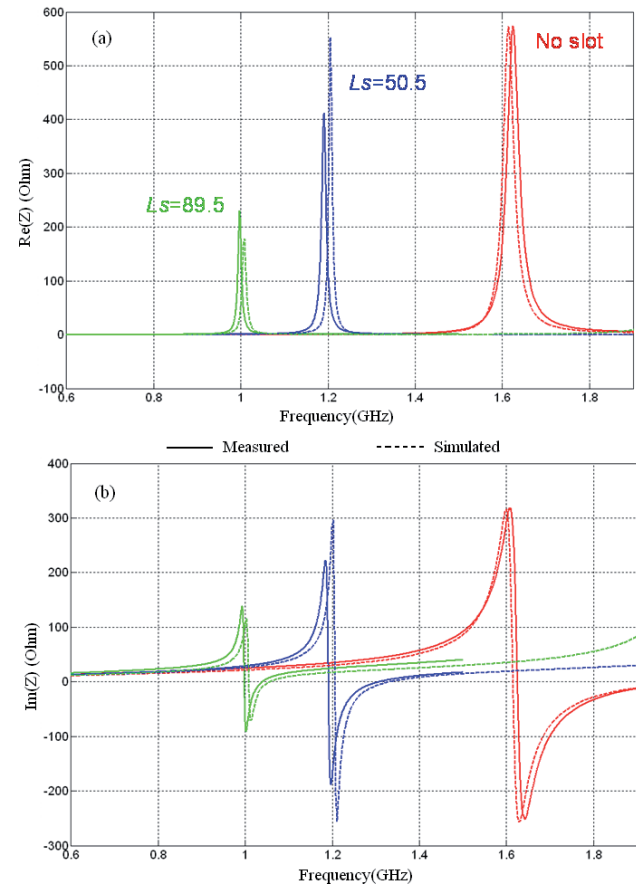 (a)
No slot
Ls=50.5
Ls=89.5
Re(Z) (Ohm)
600
500
400
300
200
100
0
-100
0.6 0.8 1 1.2 1.4 1.6 1.8
Frequency(GHz)
Measured Simulated
(b)
Im(Z) (Ohm)
400
300
200
100
0
-100
-200
-300
0.6 0.8 1 1.2 1.4 1.6 1.8
Frequency(GHz)